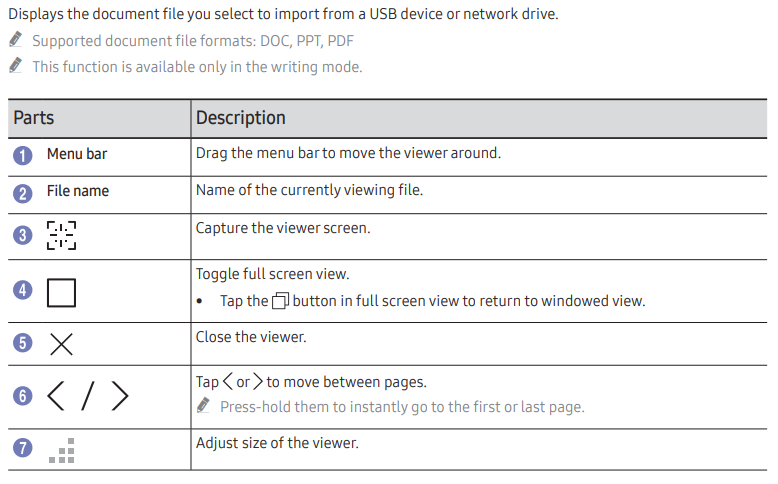 Displays the document file you select to import from a USB device or network drive.
Supported document file formats: DOC, PPT, PDF
This function is available only in the writing mode.
Parts Description
1 Menu bar Drag the menu bar to move the viewer around.
2 File name Name of the currently viewing file.
3 Capture the viewer screen.
4 Toggle full screen view.
• Tap the button in full screen view to return to windowed view.
5 Close the viewer.
6 < / > Tap < or > to move between pages.
Press-hold them to instantly go to the first or last page.
7 Adjust size of the viewer.